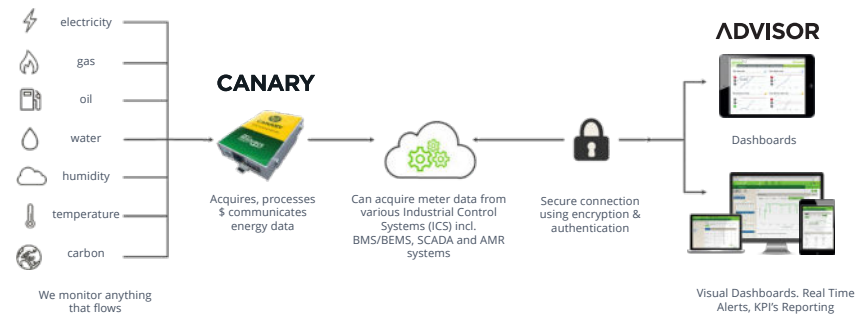 electricity
gas
oil
water
humidity
temperature
carbon
We monitor anything
that flows
CANARY
CANARY
Acquires, processes
$ communicates
energy data
Can acquire meter data from
various Industrial Control
Systems (ICS) incl.
BMS/BEMS, SCADA and AMR
systems
Secure connection
using encryption &
authentication
ADVISOR
Dashboards
Visual Dashboards. Real Time
Alerts, KPI's Reporting